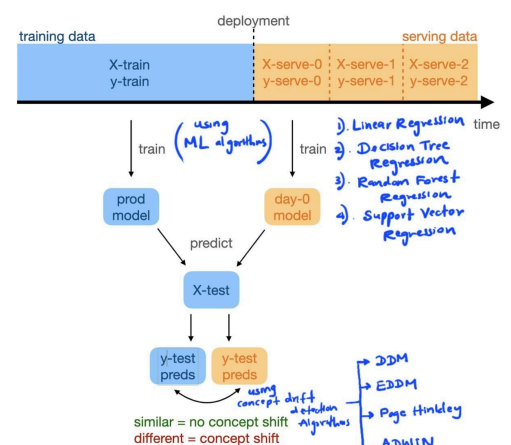 deployment
training data
serving data
X-train
y-train
X-serve-0
y-serve-0
X-serve-1
y-serve-1
X-serve-2
y-serve-2
time
train
(using
ML algorithms)
train
1). Linear Regression
2). Decision Tree
Regression
3). Random Forest
Regression
4). Support Vector
Regression
prod
model
day-0
model
predict
X-test
y-test
preds
y-test
preds
using
concept drift
detection
Algorithms
DDM
EDDM
Page Hinkley
ADWIN
similar = no concept shift
different = concept shift